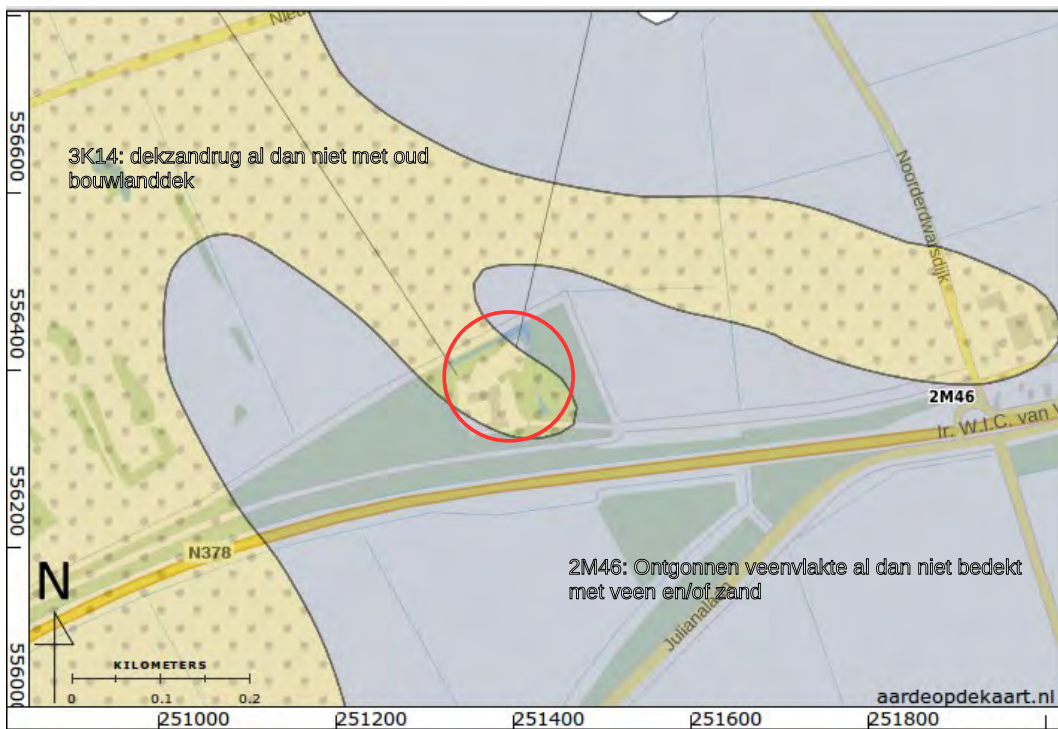 Nieu
3K14: dekzandrug al dan niet met oud
bouwlanddek
Noorderdwarsdijk
2M46
Ir. W.I.C. van
N378
2M46: Ontgonnen veenvlakte al dan niet bedekt
met veen en/of zand
Julianalaan
N
KILOMETERS
0 0.1 0.2
aardeopdekaart.nl
556600
556400
556200
556000
251000 251200 251400 251600 251800